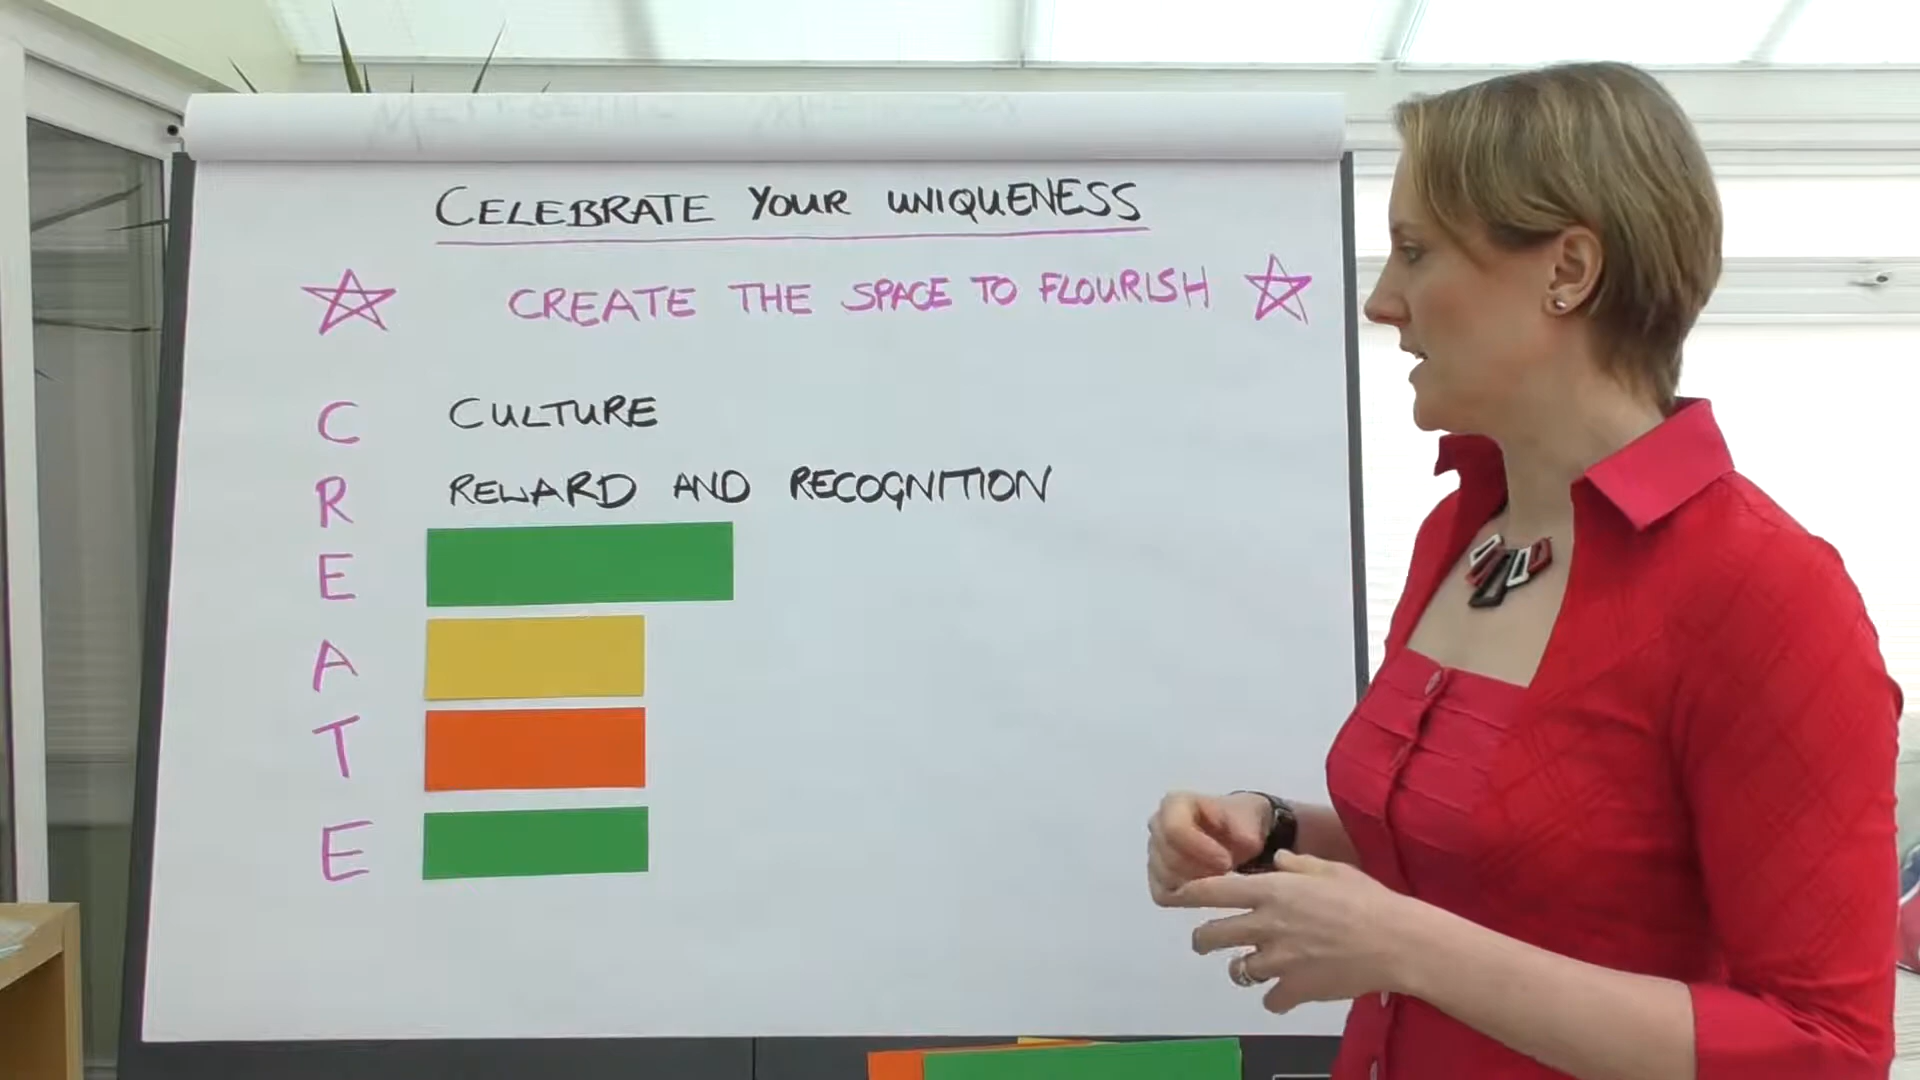 CELEBRATE YOUR UNIQUENESS
CREATE THE SPACE TO FLOURISH
C CULTURE
R REWARD AND RECOGNITION
E
A
T
E